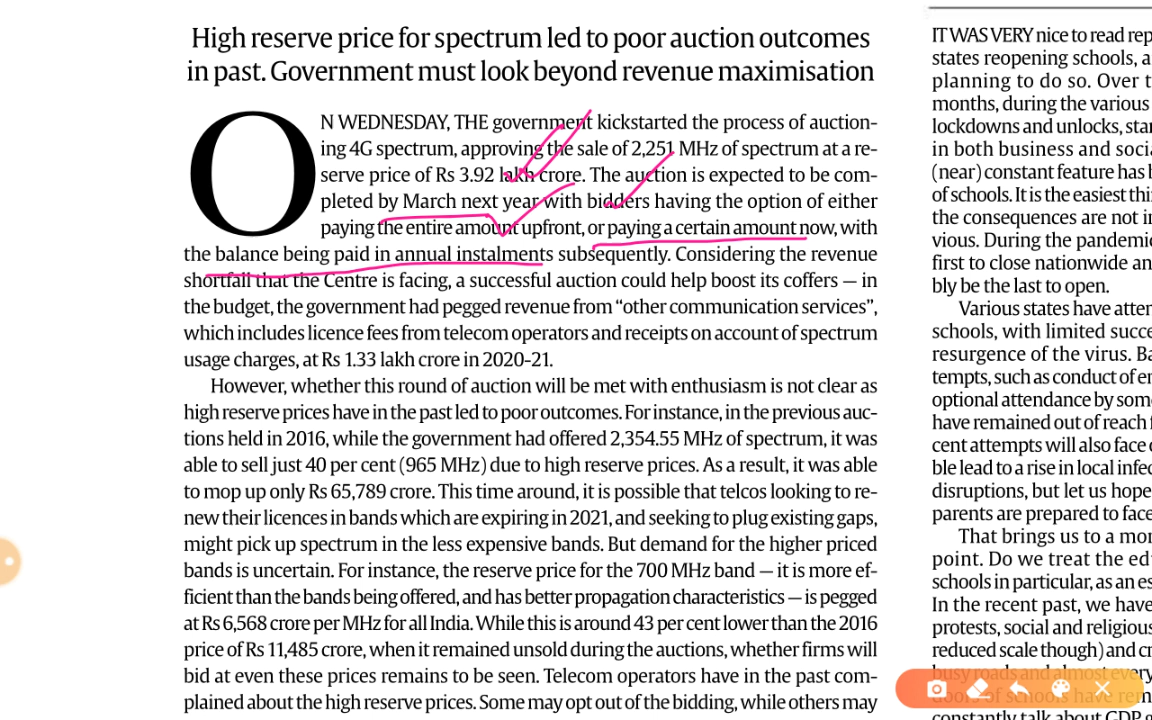 High reserve price for spectrum led to poor auction outcomes
in past. Government must look beyond revenue maximisation
ON WEDNESDAY, THE government kickstarted the process of auction-
ing 4G spectrum, approving the sale of 2,251 MHz of spectrum at a re-
serve price of Rs 3.92 lakh crore. The auction is expected to be com-
pleted by March next year with bidders having the option of either
paying the entire amount upfront, or paying a certain amount now, with
the balance being paid in annual instalments subsequently. Considering the revenue
shortfall that the Centre is facing, a successful auction could help boost its coffers — in
the budget, the government had pegged revenue from “other communication services”,
which includes licence fees from telecom operators and receipts on account of spectrum
usage charges, at Rs 1.33 lakh crore in 2020-21.
However, whether this round of auction will be met with enthusiasm is not clear as
high reserve prices have in the past led to poor outcomes. For instance, in the previous auc-
tions held in 2016, while the government had offered 2,354.55 MHz of spectrum, it was
able to sell just 40 per cent (965 MHz) due to high reserve prices. As a result, it was able
to mop up only Rs 65,789 crore. This time around, it is possible that telcos looking to re-
new their licences in bands which are expiring in 2021, and seeking to plug existing gaps,
might pick up spectrum in the less expensive bands. But demand for the higher priced
bands is uncertain. For instance, the reserve price for the 700 MHz band — it is more ef-
ficient than the bands being offered, and has better propagation characteristics — is pegged
at Rs 6,568 crore per MHz for all India. While this is around 43 per cent lower than the 2016
price of Rs 11,485 crore, when it remained unsold during the auctions, whether firms will
bid at even these prices remains to be seen. Telecom operators have in the past com-
plained about the high reserve prices. Some may opt out of the bidding, while others may
IT WAS VERY nice to read rep
states reopening schools, a
planning to do so. Over t
months, during the various
lockdowns and unlocks, star
in both business and socia
(near) constant feature has b
of schools. It is the easiest thi
the consequences are not i
vious. During the pandemic
first to close nationwide an
bly be the last to open.
Various states have atten
schools, with limited succe
resurgence of the virus. Ba
tempts, such as conduct of e
optional attendance by som
have remained out of reach f
cent attempts will also face c
ble lead to a rise in local infec
disruptions, but let us hope
parents are prepared to face
That brings us to a mor
point. Do we treat the ed
schools in particular, as an es
In the recent past, we have
protests, social and religious
reduced scale though) and cr
busy roads and almost every
doors of schools have rem
constantly talk about GDP g